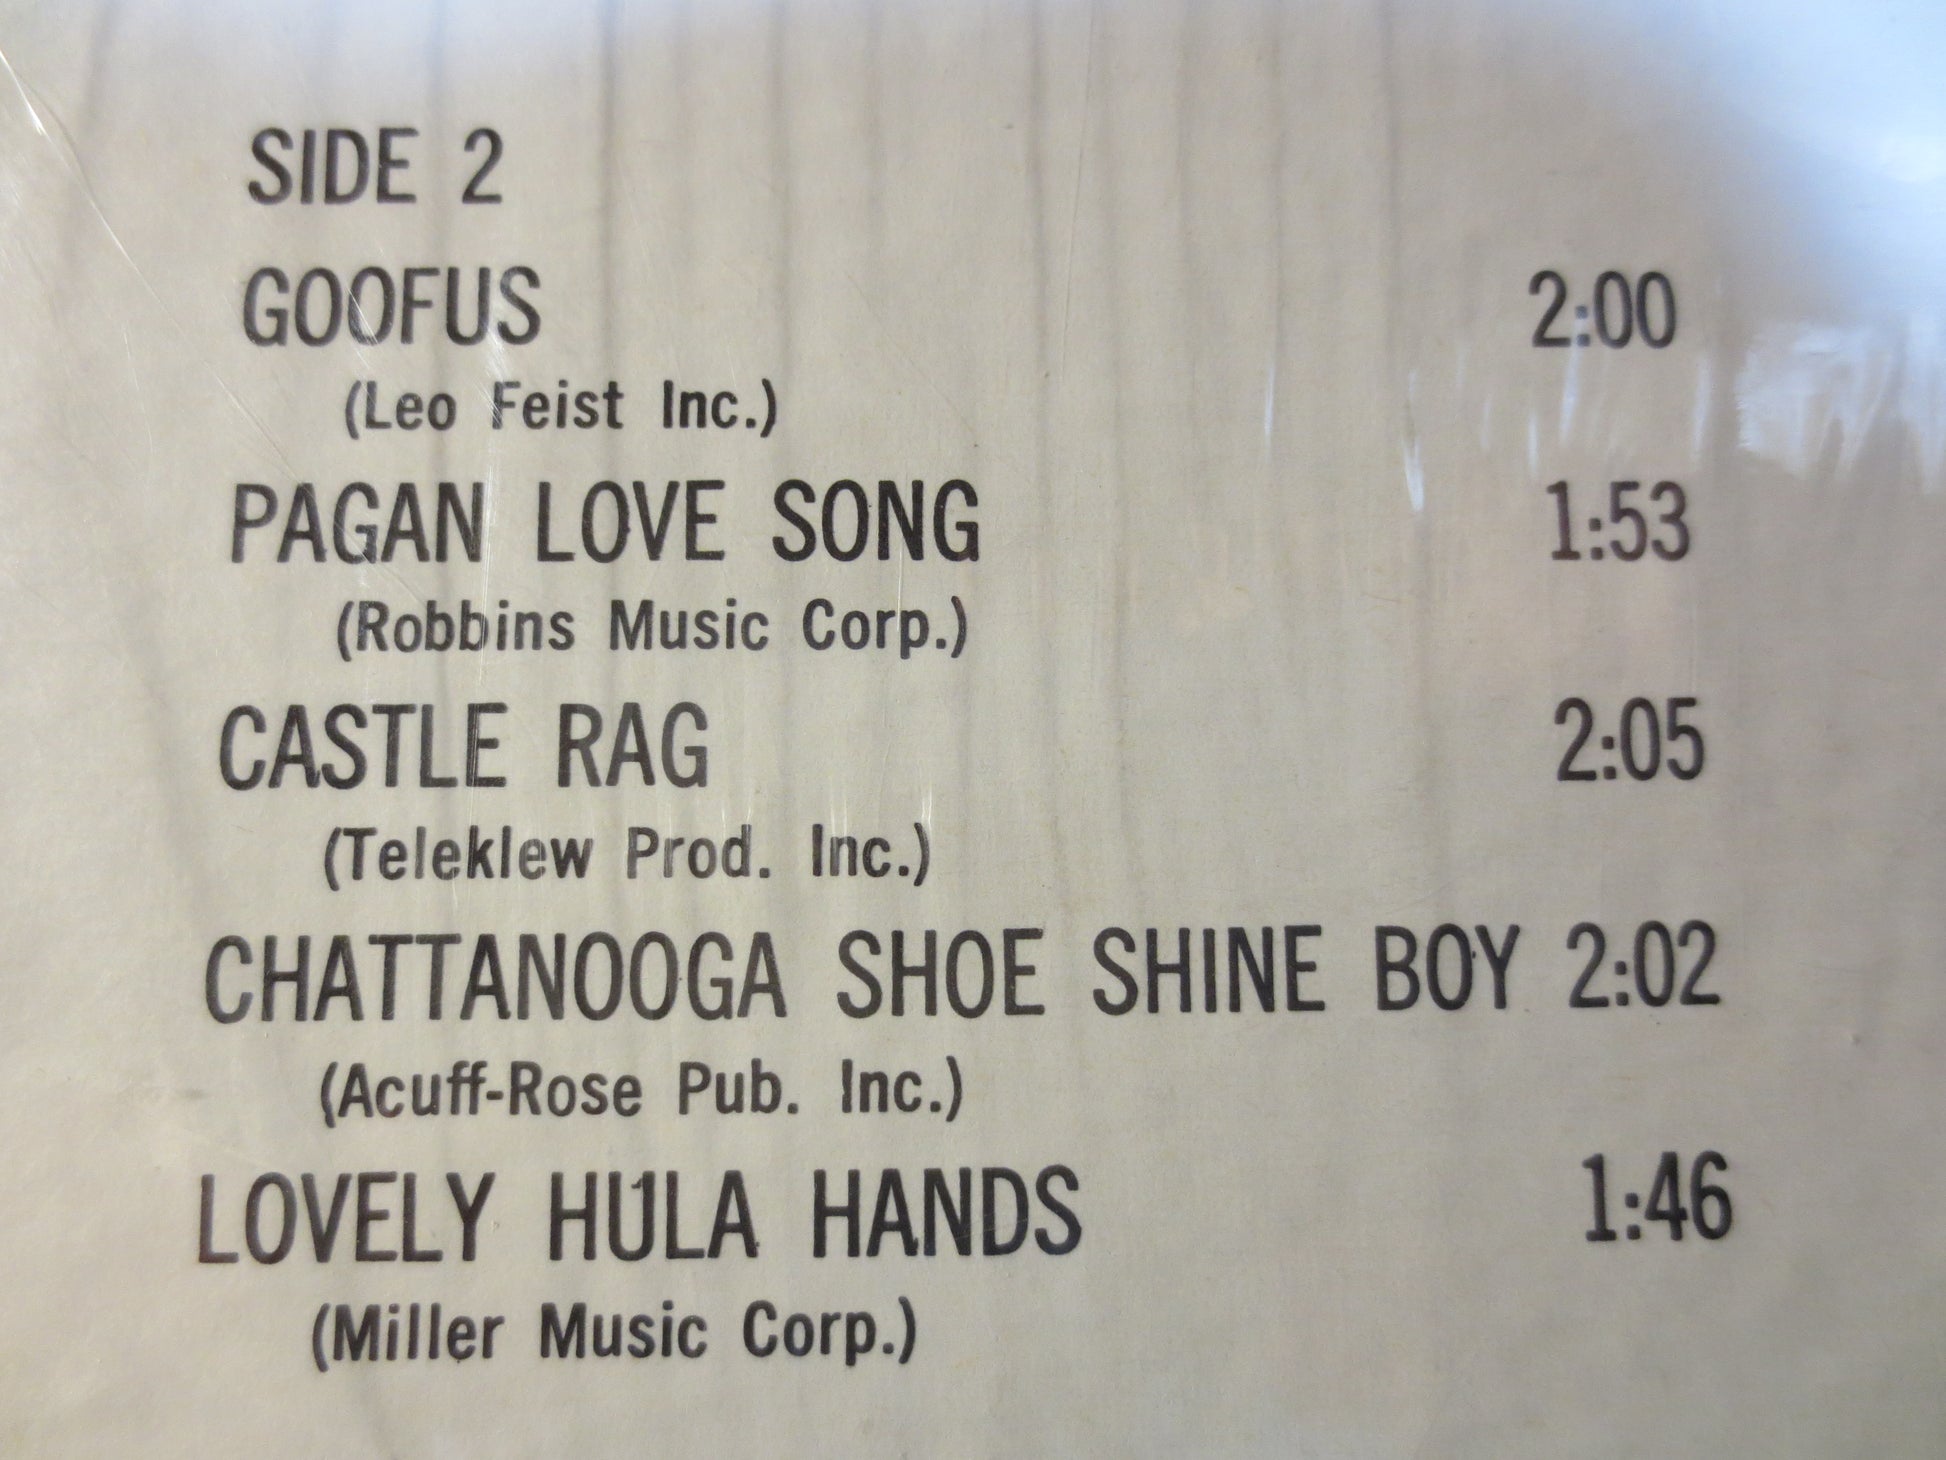 SIDE 2
GOOFUS 2:00
(Leo Feist Inc.)
PAGAN LOVE SONG 1:53
(Robbins Music Corp.)
CASTLE RAG 2:05
(Teleklew Prod. Inc.)
CHATTANOOGA SHOE SHINE BOY 2:02
(Acuff-Rose Pub. Inc.)
LOVELY HULA HANDS 1:46
(Miller Music Corp.)